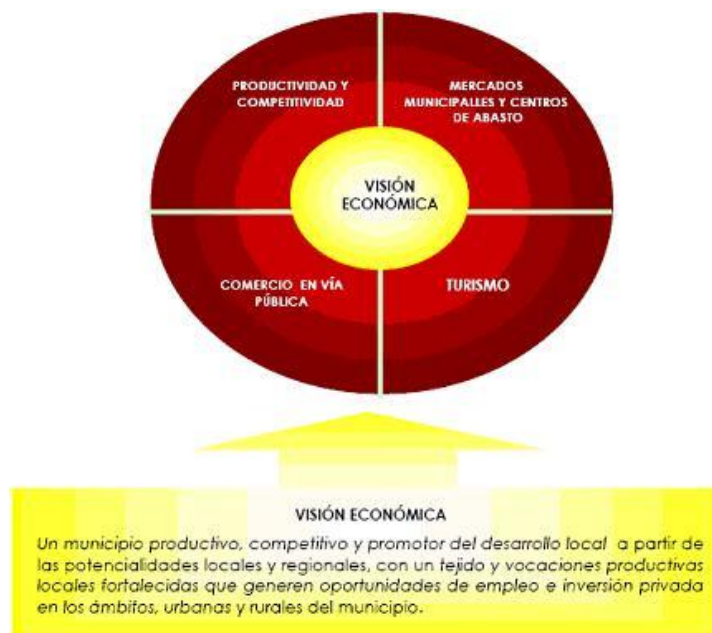 PRODUCTIVIDAD Y
COMPETITIVIDAD
MERCADOS
MUNICIPALLES Y CENTROS
DE ABASTO
VISIÓN
ECONÓMICA
COMERCIO EN VÍA
PÚBLICA
TURISMO
VISIÓN ECONÓMICA
Un municipio productivo, competitivo y promotor del desarrollo local a partir de
las potencialidades locales y regionales, con un tejido y vocaciones productivas
locales fortalecidas que generen oportunidades de empleo e inversión privada
en los ámbitos, urbanas y rurales del municipio.